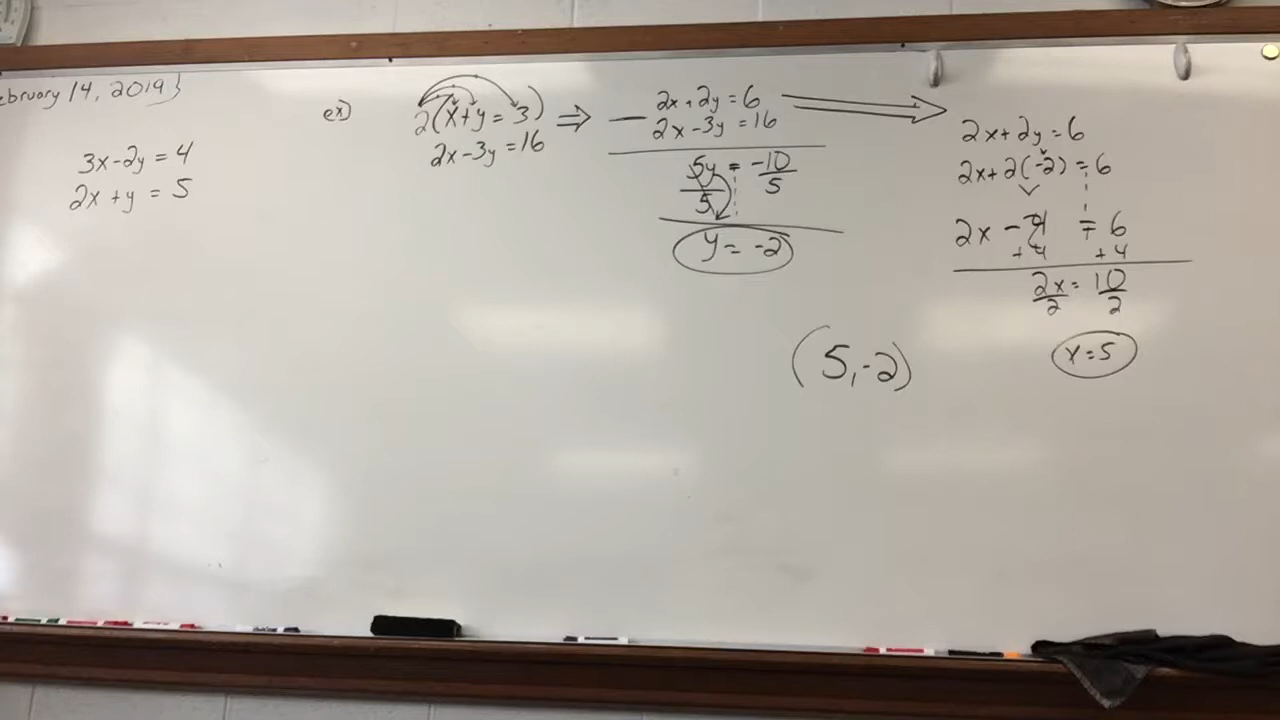 ebruary 14, 2019}
3x-2y = 4
2x + y = 5
ex)
2(x+y = 3)
2x-3y = 16
⇒
2x+2y = 6
— 2x-3y = 16
5y = -10
5 5
y = -2
2x+2y = 6
2x+2(-2) = 6
2x - 4 = 6
+4 +4
2x = 10
2 2
x = 5
(5,-2)